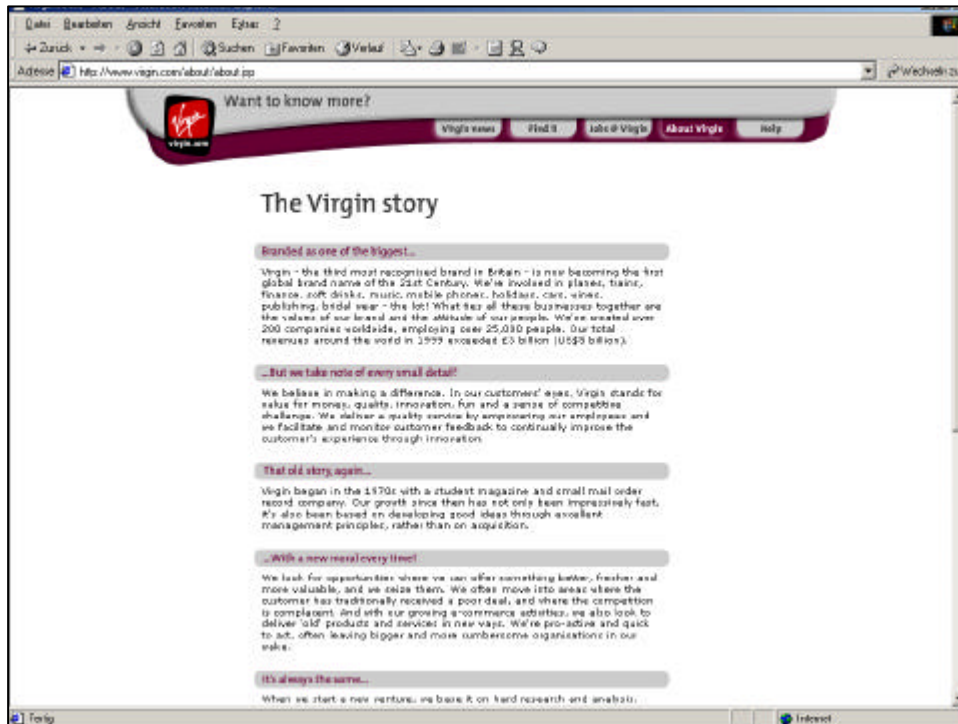 Datei Bearbeiten Ansicht Favoriten Extras ?
Zurück Suchen Favoriten Verlauf
Adresse http://www.virgin.com/about/about.jsp Wechseln zu
Want to know more?
Virgin
virgin.com
Virgin news Find it Jobs @ Virgin About Virgin Help
The Virgin story
Branded as one of the biggest...
Virgin - the third most recognised brand in Britain - is now becoming the first
global brand name of the 21st Century. We're involved in planes, trains,
finance, soft drinks, music, mobile phones, holidays, cars, wines,
publishing, bridal wear - the lot! What ties all these businesses together are
the values of our brand and the attitude of our people. We've created over
200 companies worldwide, employing over 25,000 people. Our total
revenues around the world in 1999 exceeded £3 billion (US$5 billion).
...But we take note of every small detail?
We believe in making a difference. In our customers' eyes, Virgin stands for
value for money, quality, innovation, fun and a sense of competitive
challenge. We deliver a quality service by empowering our employees and
we facilitate and monitor customer feedback to continually improve the
customer's experience through innovation.
That old story, again...
Virgin began in the 1970s with a student magazine and small mail order
record company. Our growth since then has not only been impressively fast,
it's also been based on developing good ideas through excellent
management principles, rather than on acquisition.
...With a new moral every time!
We look for opportunities where we can offer something better, fresher and
more valuable, and we seize them. We often move into areas where the
customer has traditionally received a poor deal, and where the competition
is complacent. And with our growing e-commerce activities, we also look to
deliver 'old' products and services in new ways. We're pro-active and quick
to act, often leaving bigger and more cumbersome organisations in our
wake.
It's always the same...
When we start a new venture, we base it on hard research and analysis.
Fertig Internet